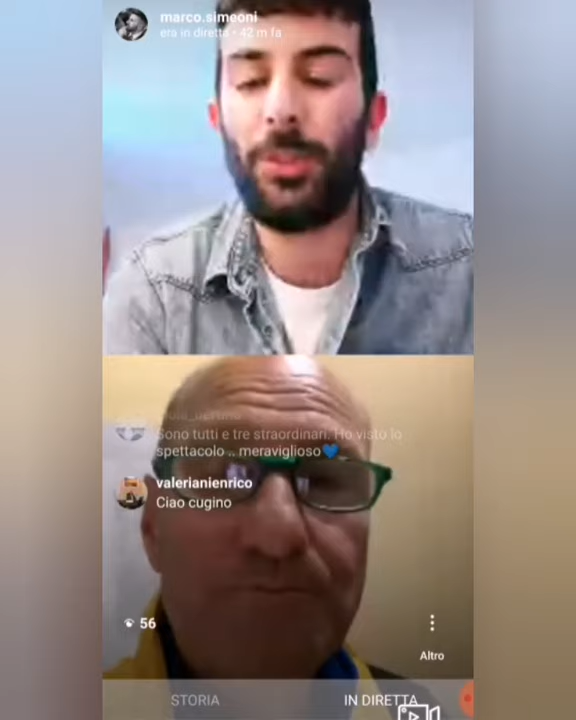 marco.simeoni
era in diretta • 42 m fa
Sono tutti e tre straordinari. Ho visto lo
spettacolo .. meraviglioso💙
valerianienrico
Ciao cugino
56
Altro
STORIA
IN DIRETTA